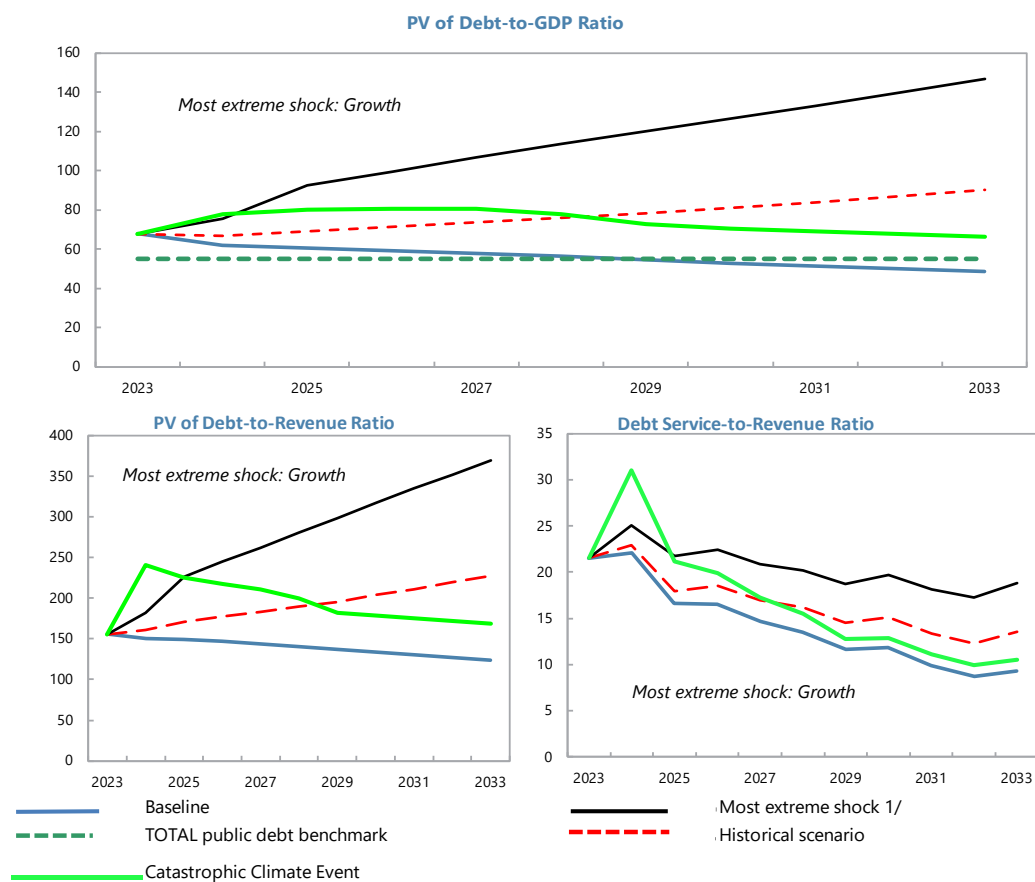 PV of Debt-to-GDP Ratio
160
140
120
100
80
60
40
20
0
Most extreme shock: Growth
2023 2025 2027 2029 2031 2033
PV of Debt-to-Revenue Ratio
400
350
300
250
200
150
100
50
0
Most extreme shock: Growth
2023 2025 2027 2029 2031 2033
Debt Service-to-Revenue Ratio
35
30
25
20
15
10
5
0
Most extreme shock: Growth
2023 2025 2027 2029 2031 2033
Baseline
Most extreme shock 1/
TOTAL public debt benchmark
Historical scenario
Catastrophic Climate Event